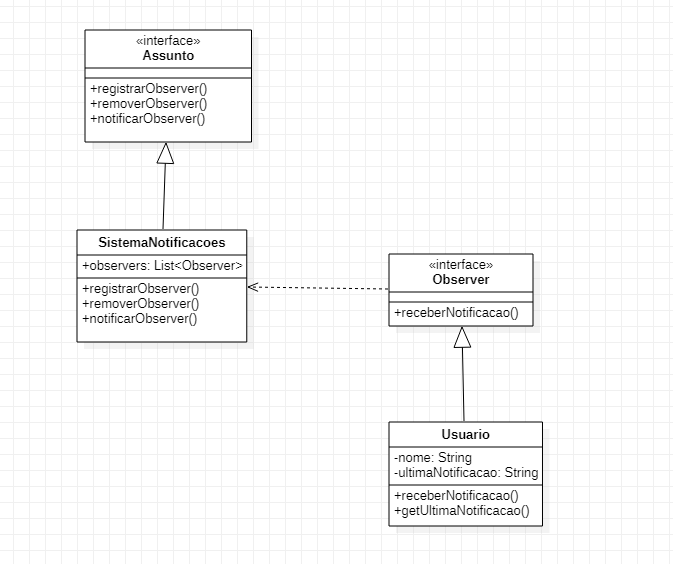 «interface»
Assunto
+registrarObserver()
+removerObserver()
+notificarObserver()
SistemaNotificacoes
+observers: List<Observer>
+registrarObserver()
+removerObserver()
+notificarObserver()
«interface»
Observer
+receberNotificacao()
Usuario
-nome: String
-ultimaNotificacao: String
+receberNotificacao()
+getUltimaNotificacao()